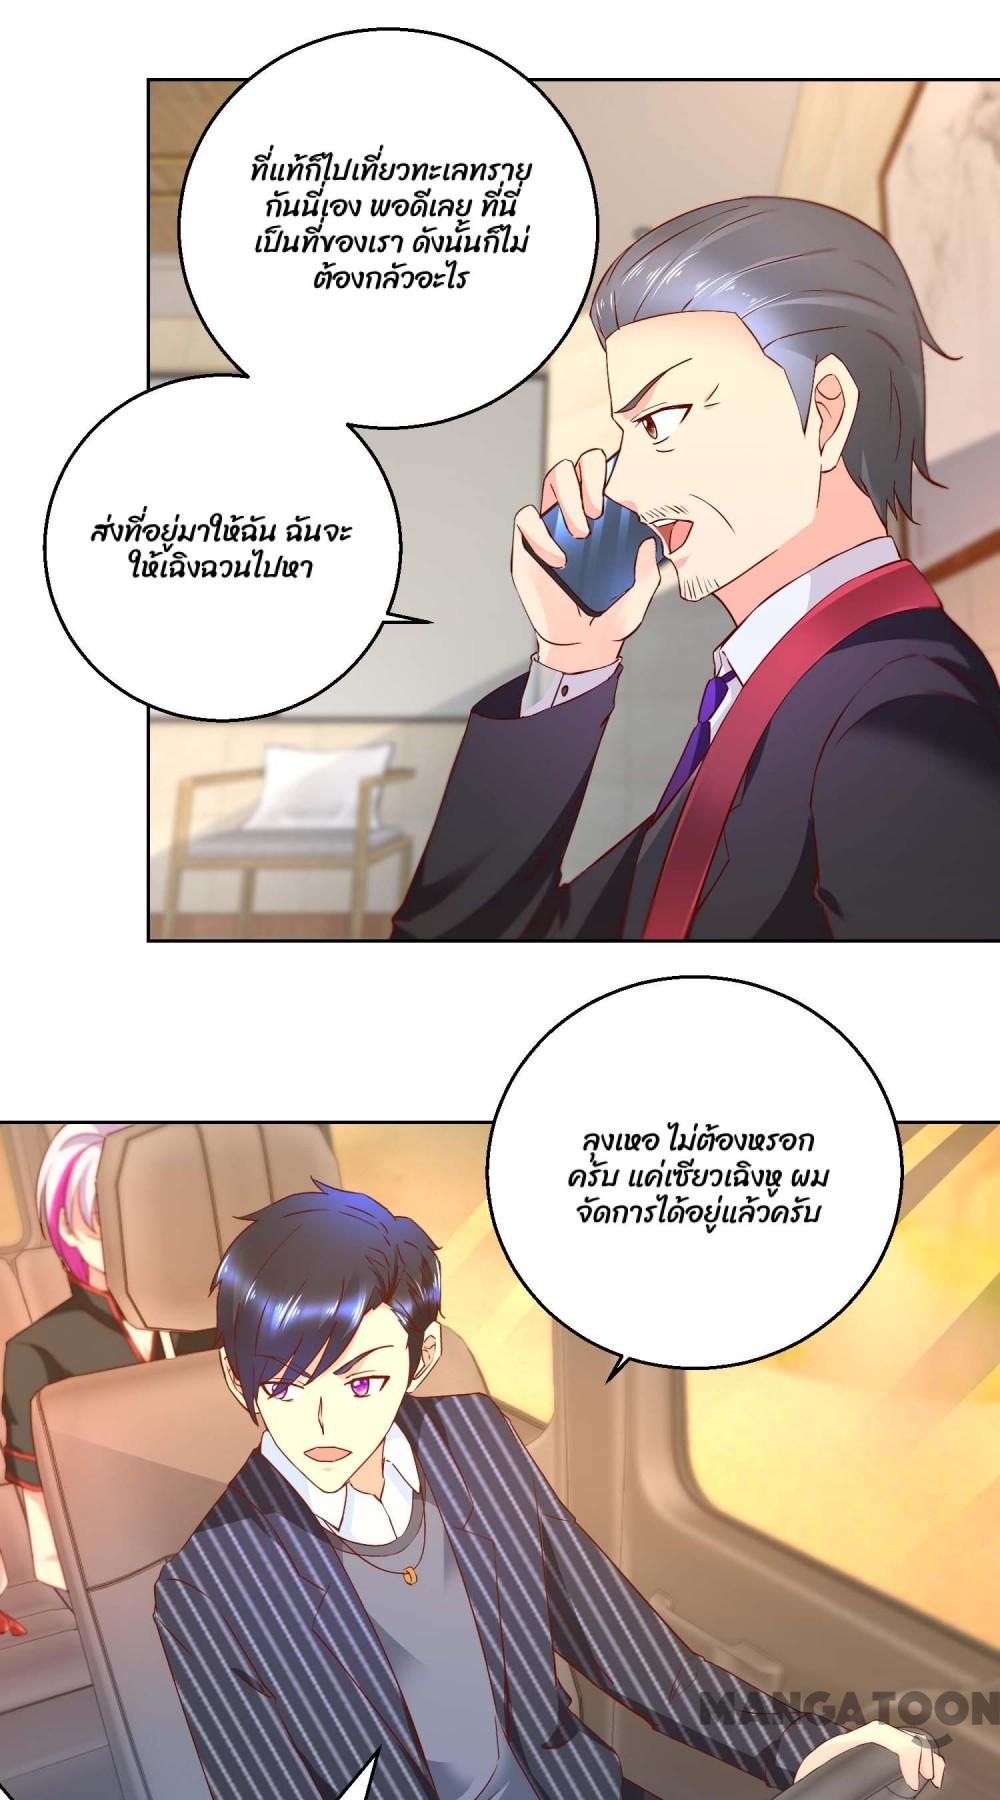 ที่แท้ก็ไปเที่ยวทะเลทราย
กันนี่เอง พอดีเลย ที่นี่
เป็นที่ของเรา ดังนั้นก็ไม่
ต้องกลัวอะไร
ส่งที่อยู่มาให้ฉัน ฉันจะ
ให้เฉิงฉวนไปหา
ลุงเหอ ไม่ต้องหรอก
ครับ แค่เซียวเฉิงหู ผม
จัดการได้อยู่แล้วครับ
MANGATOON